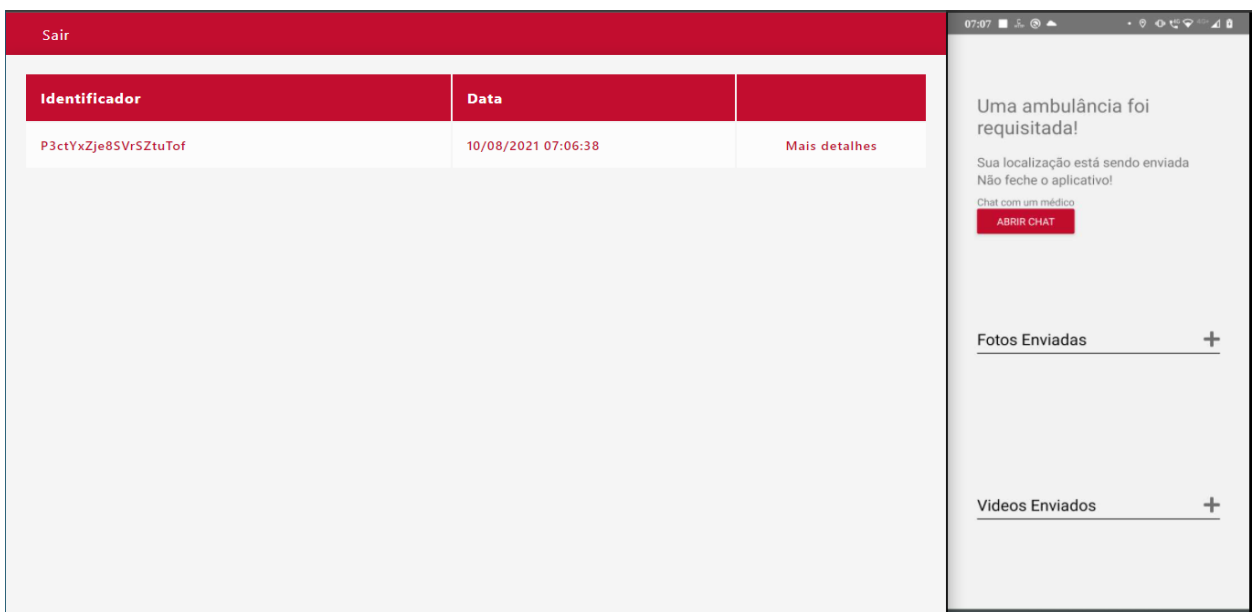 Sair
Identificador Data
P3ctYxZje8SVrSZtuTof 10/08/2021 07:06:38 Mais detalhes
07:07
Uma ambulância foi
requisitada!
Sua localização está sendo enviada
Não feche o aplicativo!
Chat com um médico
ABRIR CHAT
Fotos Enviadas
Videos Enviados